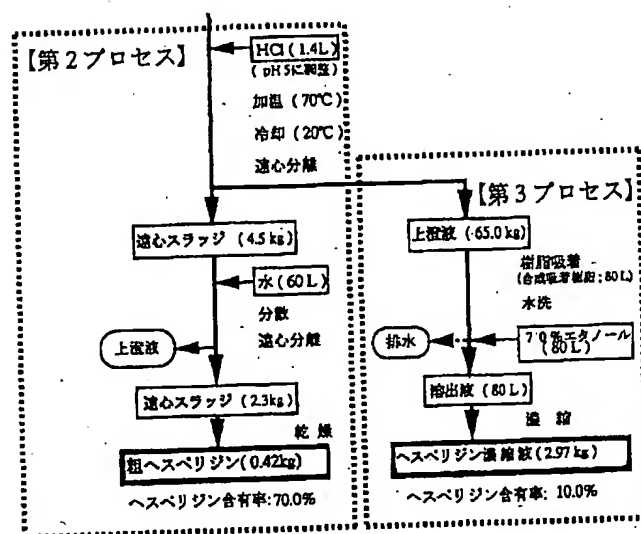 【第2プロセス】
HCl (1.4L)
(pH5に調整)
加温 (70℃)
冷却 (20℃)
遠心分離
遠心スラッジ (4.5kg)
水 (60L)
分散
遠心分離
上澄液
遠心スラッジ (2.3kg)
乾燥
粗ヘスペリジン(0.42kg)
ヘスペリジン含有率:70.0%
【第3プロセス】
上澄液 (65.0kg)
樹脂吸着
(合成吸着樹脂:80L)
水洗
排水
70%エタノール
(80L)
溶出液 (80L)
濃縮
ヘスペリジン濃縮液(2.97kg)
ヘスペリジン含有率: 10.0%